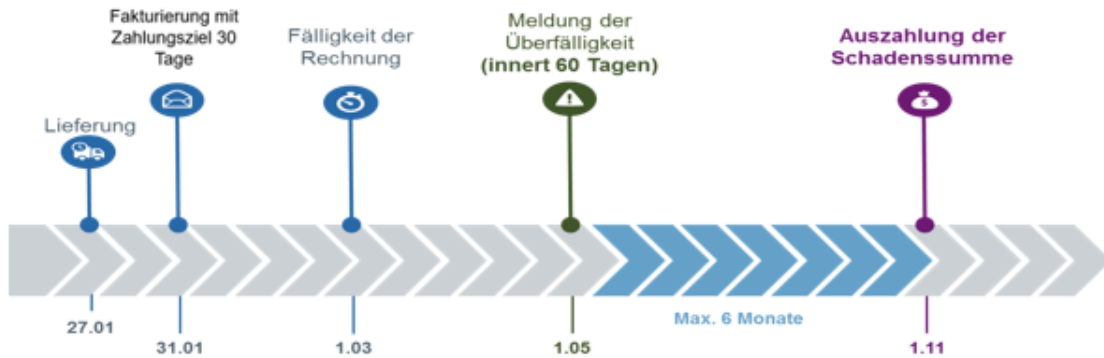 Fakturierung mit
Zahlungsziel 30
Tage
Lieferung
Fälligkeit der
Rechnung
Meldung der
Überfälligkeit
(innert 60 Tagen)
Auszahlung der
Schadenssumme
$
Max. 6 Monate
27.01
31.01
1.03
1.05
1.11